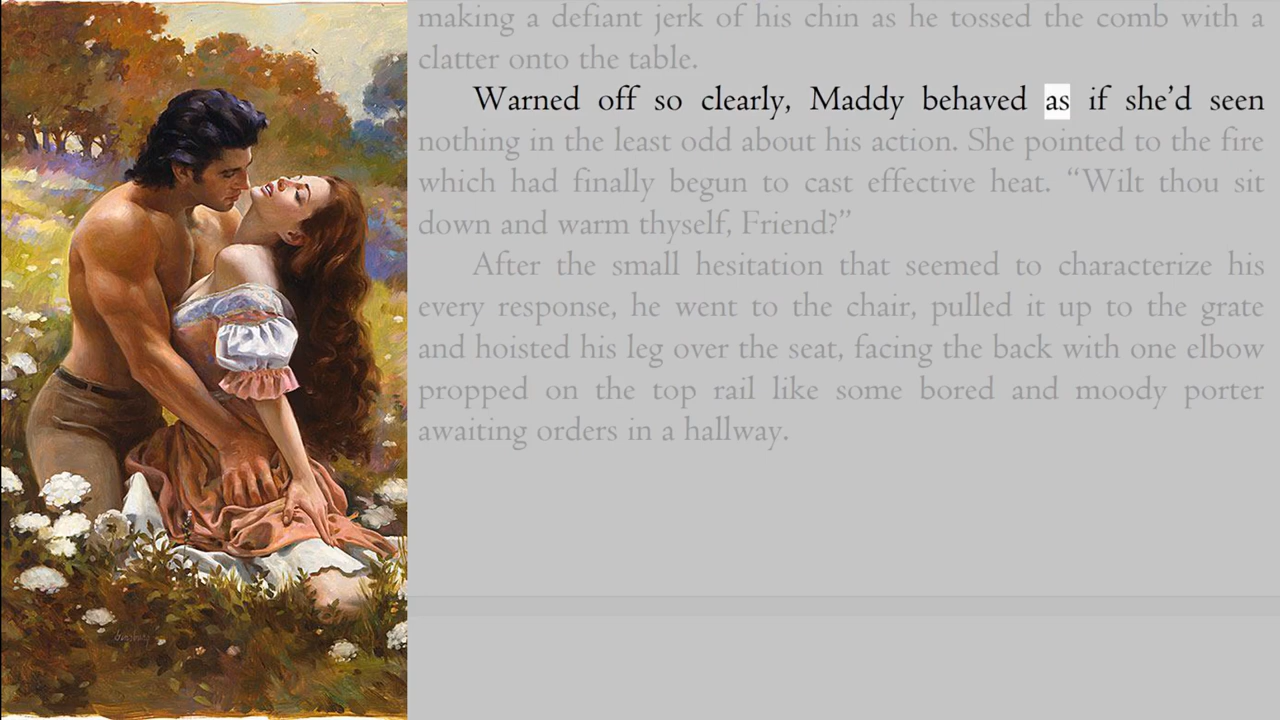 making a defiant jerk of his chin as he tossed the comb with a
clatter onto the table.
Warned off so clearly, Maddy behaved as if she’d seen
nothing in the least odd about his action. She pointed to the fire
which had finally begun to cast effective heat. “Wilt thou sit
down and warm thyself, Friend?”
After the small hesitation that seemed to characterize his
every response, he went to the chair, pulled it up to the grate
and hoisted his leg over the seat, facing the back with one elbow
propped on the top rail like some bored and moody porter
awaiting orders in a hallway.